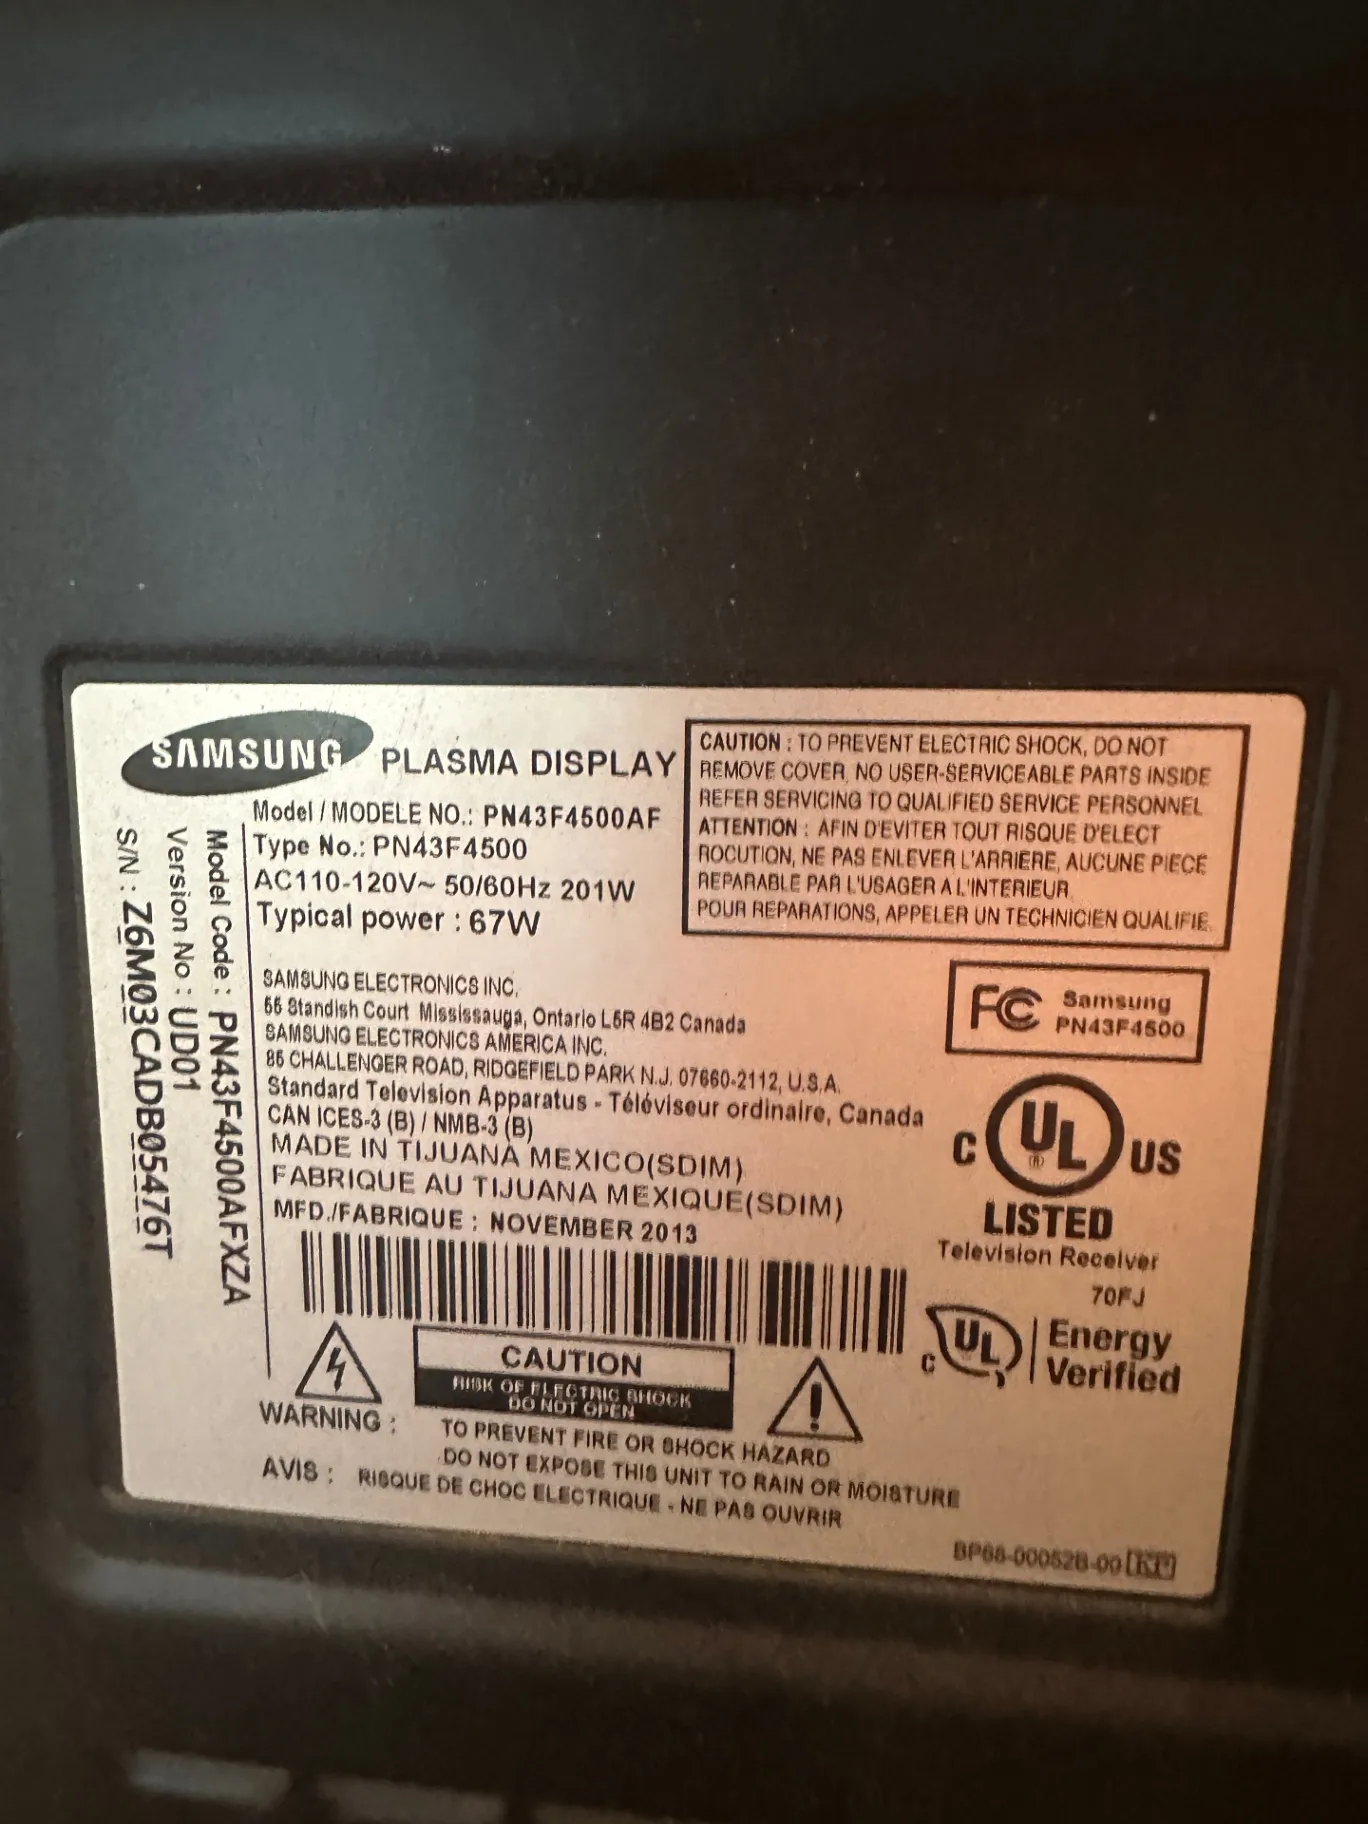 SAMSUNG PLASMA DISPLAY
Model / MODELE NO.: PN43F4500AF
Type No.: PN43F4500
AC110-120V~ 50/60Hz 201W
Typical power : 67W
CAUTION : TO PREVENT ELECTRIC SHOCK, DO NOT
REMOVE COVER, NO USER-SERVICEABLE PARTS INSIDE
REFER SERVICING TO QUALIFIED SERVICE PERSONNEL
ATTENTION : AFIN D'EVITER TOUT RISQUE D'ELECT
ROCUTION, NE PAS ENLEVER L'ARRIERE, AUCUNE PIECE
REPARABLE PAR L'USAGER A L'INTERIEUR
POUR REPARATIONS, APPELER UN TECHNICIEN QUALIFIE.
Model Code : PN43F4500AFXZA
Version No : UD01
S/N : Z6M03CADB05476T
SAMSUNG ELECTRONICS INC.
55 Standish Court Mississauga, Ontario L5R 4B2 Canada
SAMSUNG ELECTRONICS AMERICA INC.
85 CHALLENGER ROAD, RIDGEFIELD PARK N.J. 07660-2112, U.S.A.
Standard Television Apparatus - Téléviseur ordinaire, Canada
CAN ICES-3 (B) / NMB-3 (B)
MADE IN TIJUANA MEXICO(SDIM)
FABRIQUE AU TIJUANA MEXIQUE(SDIM)
MFD./FABRIQUE : NOVEMBER 2013
FC Samsung
PN43F4500
C UL US
®
LISTED
Television Receiver
70FJ
C UL Energy
Verified
CAUTION
RISK OF ELECTRIC SHOCK
DO NOT OPEN
WARNING : TO PREVENT FIRE OR SHOCK HAZARD
DO NOT EXPOSE THIS UNIT TO RAIN OR MOISTURE
AVIS : RISQUE DE CHOC ELECTRIQUE - NE PAS OUVRIR
BP68-00052B-00